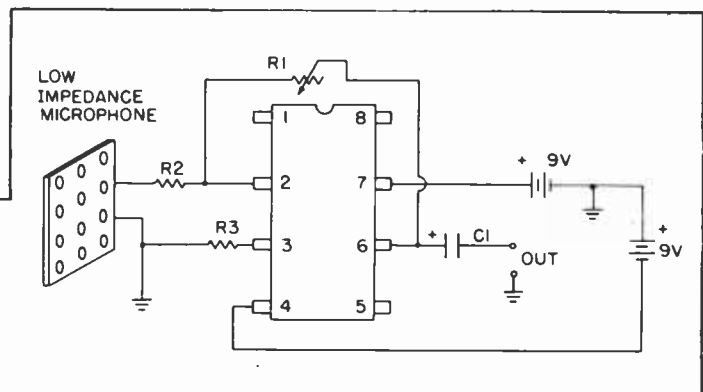 LOW
IMPEDANCE
MICROPHONE
R1
R2
R3
1
8
2
7
3
6
4
5
+ 9V
+
9V
+ C1
OUT